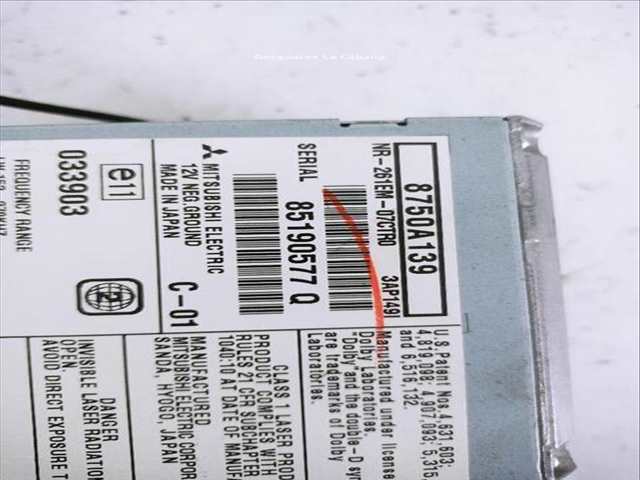 8750A139
NR-261EM-07CTR0 3AP1491
SERIAL 85190577 Q
MITSUBISHI ELECTRIC
12V NEG.GROUND
MADE IN JAPAN C-01
e11
033903
FREQUENCY RANGE
U.S. Patent Nos.4,631,603;
4,819,098; 4,907,093; 5,315,
and 6,516,132.
Manufactured under license
Dolby Laboratories.
"Dolby" and the double-D sy
are trademarks of Dolby
Laboratories.
CLASS 1 LASER PROD
PRODUCT COMPLIES WITH
RULES 21 CFR SUBCHAPTER
1040:10 AT DATE OF MANUFA
MANUFACTURED
MITSUBISHI ELECTRIC CORPOR
SANDA, HYOGO, JAPAN
DANGER
INVISIBLE LASER RADIATION
OPEN.
AVOID DIRECT EXPOSURE T